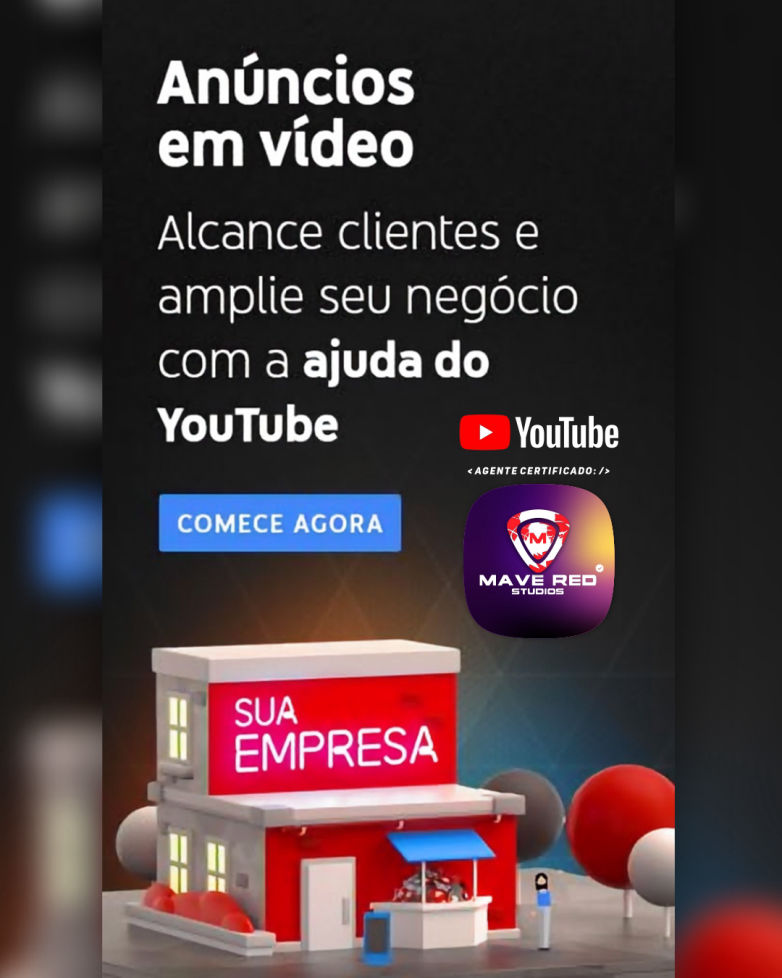 Anúncios
em vídeo
Alcance clientes e
amplie seu negócio
com a ajuda do
YouTube
YouTube
< AGENTE CERTIFICADO: />
COMECE AGORA
M
MAVE RED
STUDIOS
SUA
EMPRESA